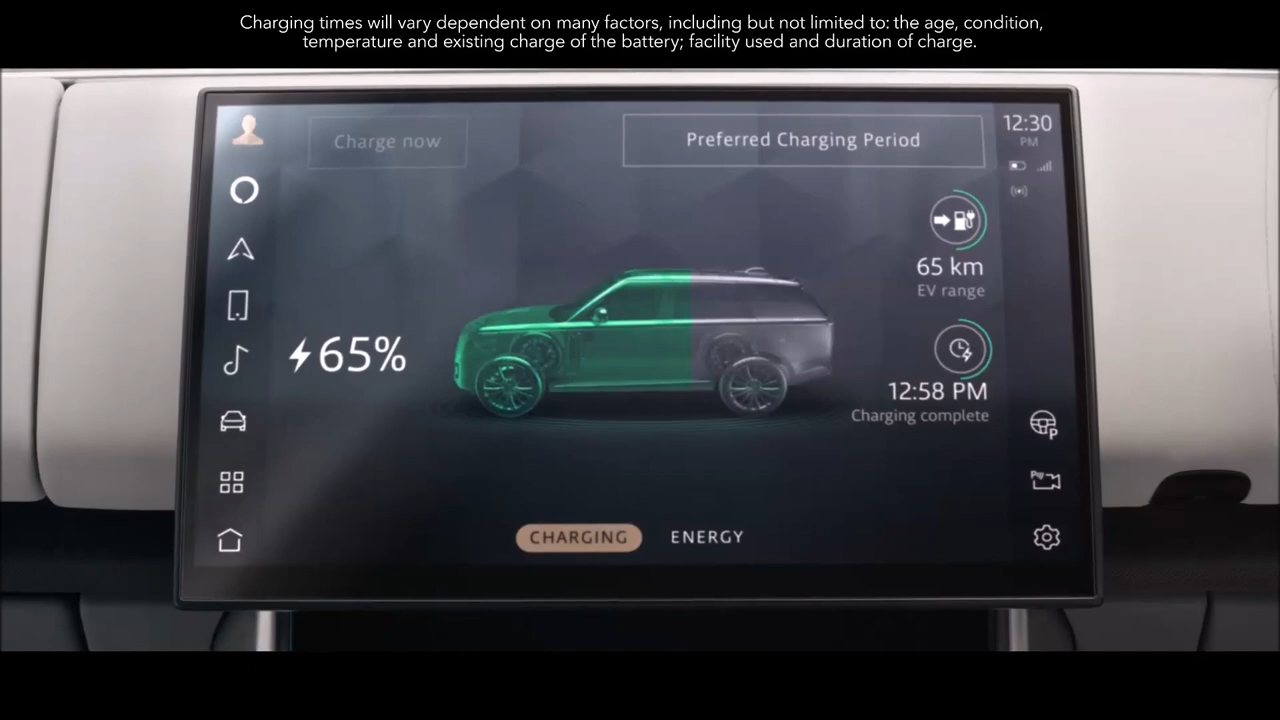 Charging times will vary dependent on many factors, including but not limited to: the age, condition,
temperature and existing charge of the battery; facility used and duration of charge.
Charge now
Preferred Charging Period
12:30
PM
65 km
EV range
65%
12:58 PM
Charging complete
P
CHARGING
ENERGY